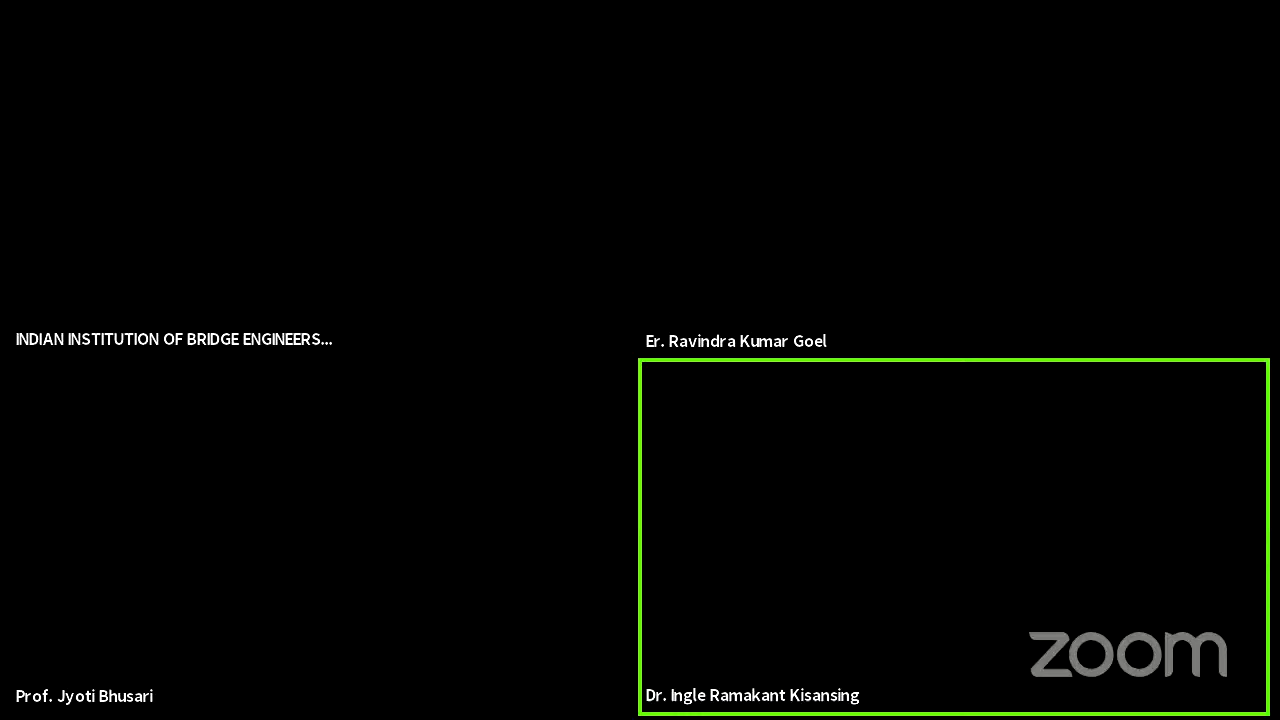 INDIAN INSTITUTION OF BRIDGE ENGINEERS...
Er. Ravindra Kumar Goel
Prof. Jyoti Bhusari
Dr. Ingle Ramakant Kisansing
zoom